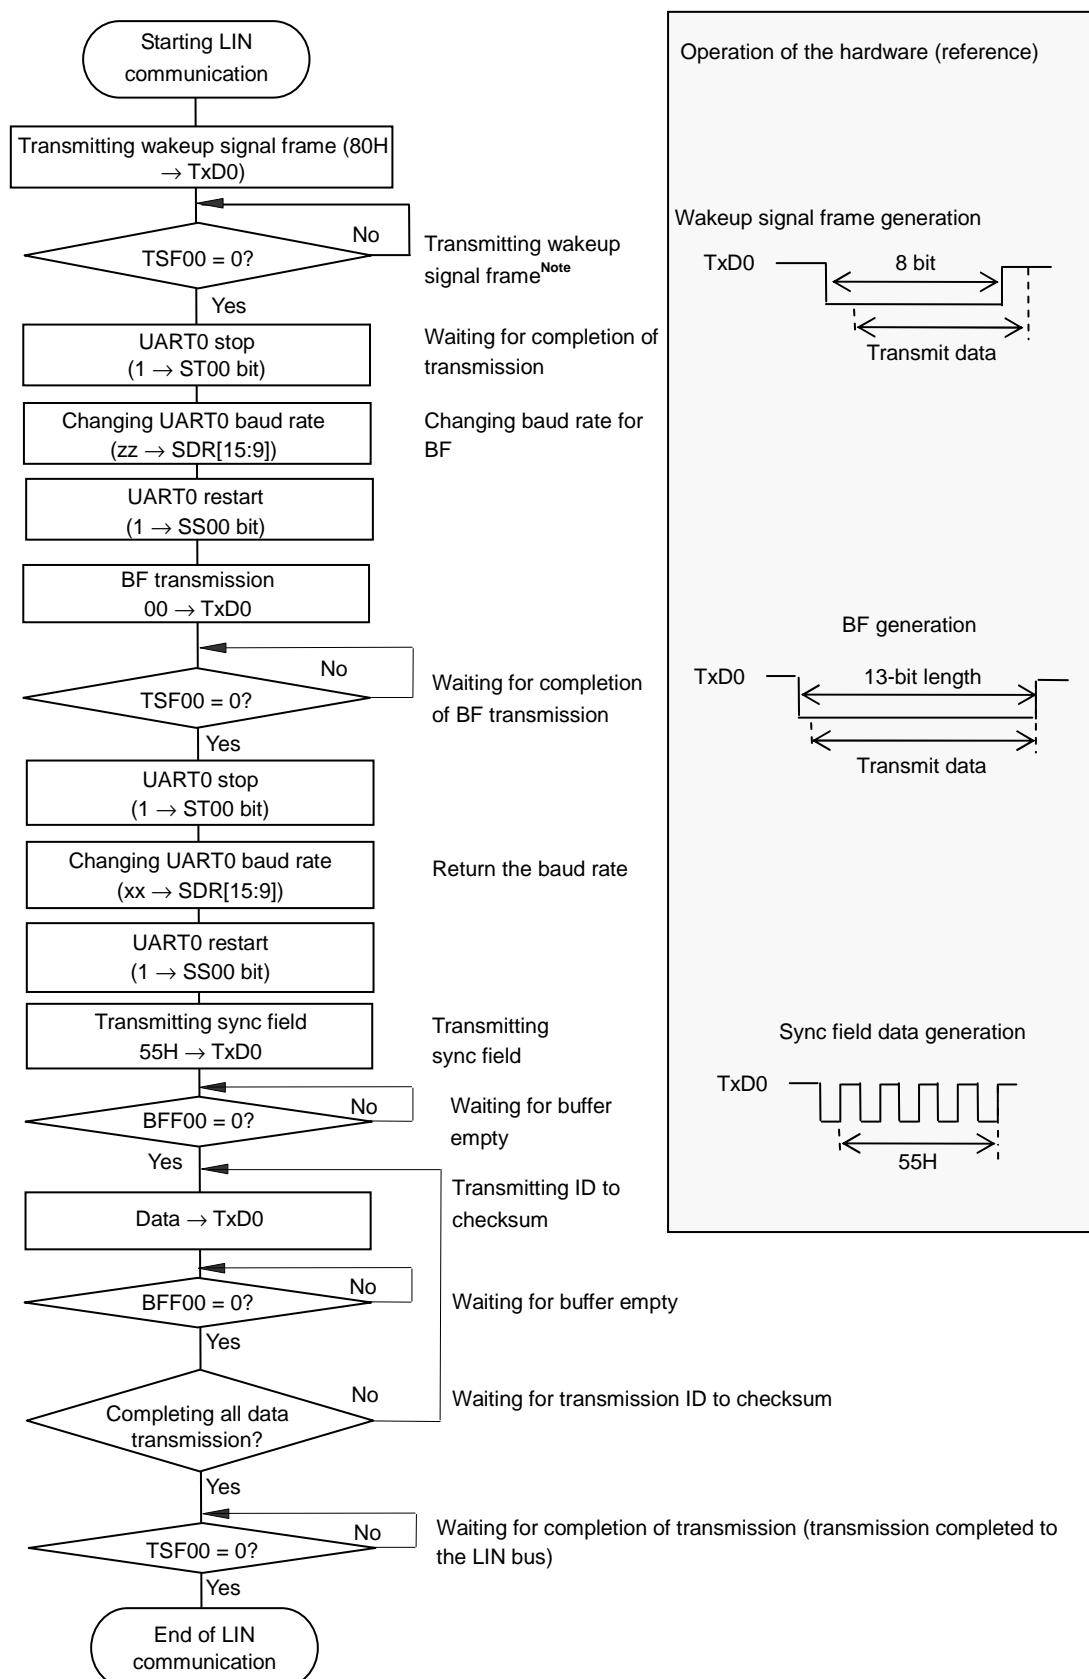 Starting LIN
communication
Transmitting wakeup signal frame (80H
→ TxD0)
TSF00 = 0?
No
Yes
Transmitting wakeup
signal frameNote
UART0 stop
(1 → ST00 bit)
Waiting for completion of
transmission
Changing UART0 baud rate
(zz → SDR[15:9])
Changing baud rate for
BF
UART0 restart
(1 → SS00 bit)
BF transmission
00 → TxD0
No
TSF00 = 0?
Yes
Waiting for completion
of BF transmission
UART0 stop
(1 → ST00 bit)
Changing UART0 baud rate
(xx → SDR[15:9])
Return the baud rate
UART0 restart
(1 → SS00 bit)
Transmitting sync field
55H → TxD0
Transmitting
sync field
BFF00 = 0?
No
Yes
Waiting for buffer
empty
Data → TxD0
Transmitting ID to
checksum
No
BFF00 = 0?
Yes
Waiting for buffer empty
No
Completing all data
transmission?
Yes
Waiting for transmission ID to checksum
No
TSF00 = 0?
Yes
Waiting for completion of transmission (transmission completed to
the LIN bus)
End of LIN
communication
Operation of the hardware (reference)
Wakeup signal frame generation
TxD0
8 bit
Transmit data
BF generation
TxD0
13-bit length
Transmit data
Sync field data generation
TxD0
55H